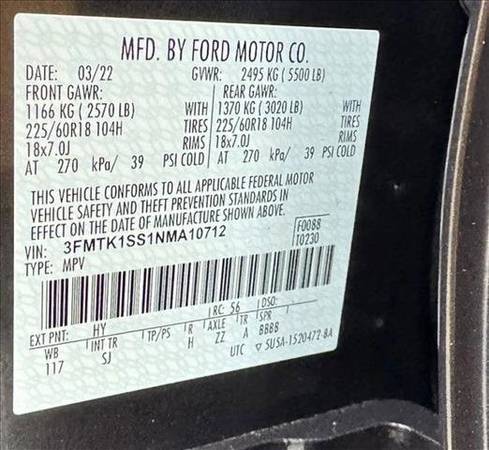 MFD. BY FORD MOTOR CO.
DATE: 03/22 GVWR: 2495 KG ( 5500 LB)
FRONT GAWR: REAR GAWR:
1166 KG ( 2570 LB) WITH 1370 KG ( 3020 LB) WITH
225/60R18 104H TIRES 225/60R18 104H TIRES
18x7.0J RIMS 18x7.0J RIMS
AT 270 kPa/ 39 PSI COLD AT 270 kPa/ 39 PSI COLD
THIS VEHICLE CONFORMS TO ALL APPLICABLE FEDERAL MOTOR
VEHICLE SAFETY AND THEFT PREVENTION STANDARDS IN
EFFECT ON THE DATE OF MANUFACTURE SHOWN ABOVE.
VIN: 3FMTK1SS1NMA10712 F0088
TYPE: MPV T0230
EXT PNT: HY RC: 56 DSO:
WB INT TR TP/PS R AXLE TR SPR
117 SJ H ZZ A BBBB
UTC ▽ 5USA-1520472-BA